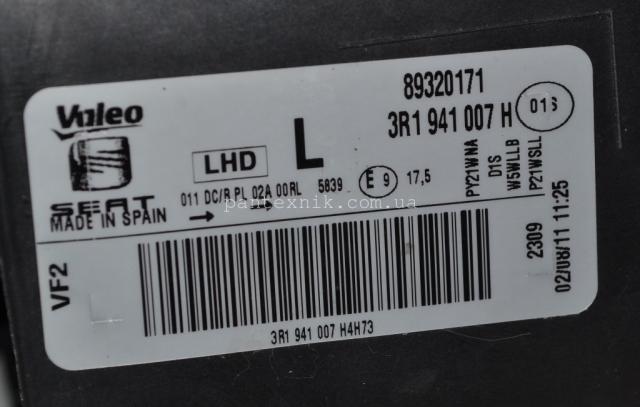 Valeo
SEAT
MADE IN SPAIN
LHD
L
89320171
3R1 941 007 H
01S
011 DC/R PL 02A 00RL 5839 E 9 17,5
PY21WNA
D1S
W5WLLB
P21WSLL
pantexnik.com.ua
VF2
2309
02/08/11 11:25
3R1 941 007 H4H73